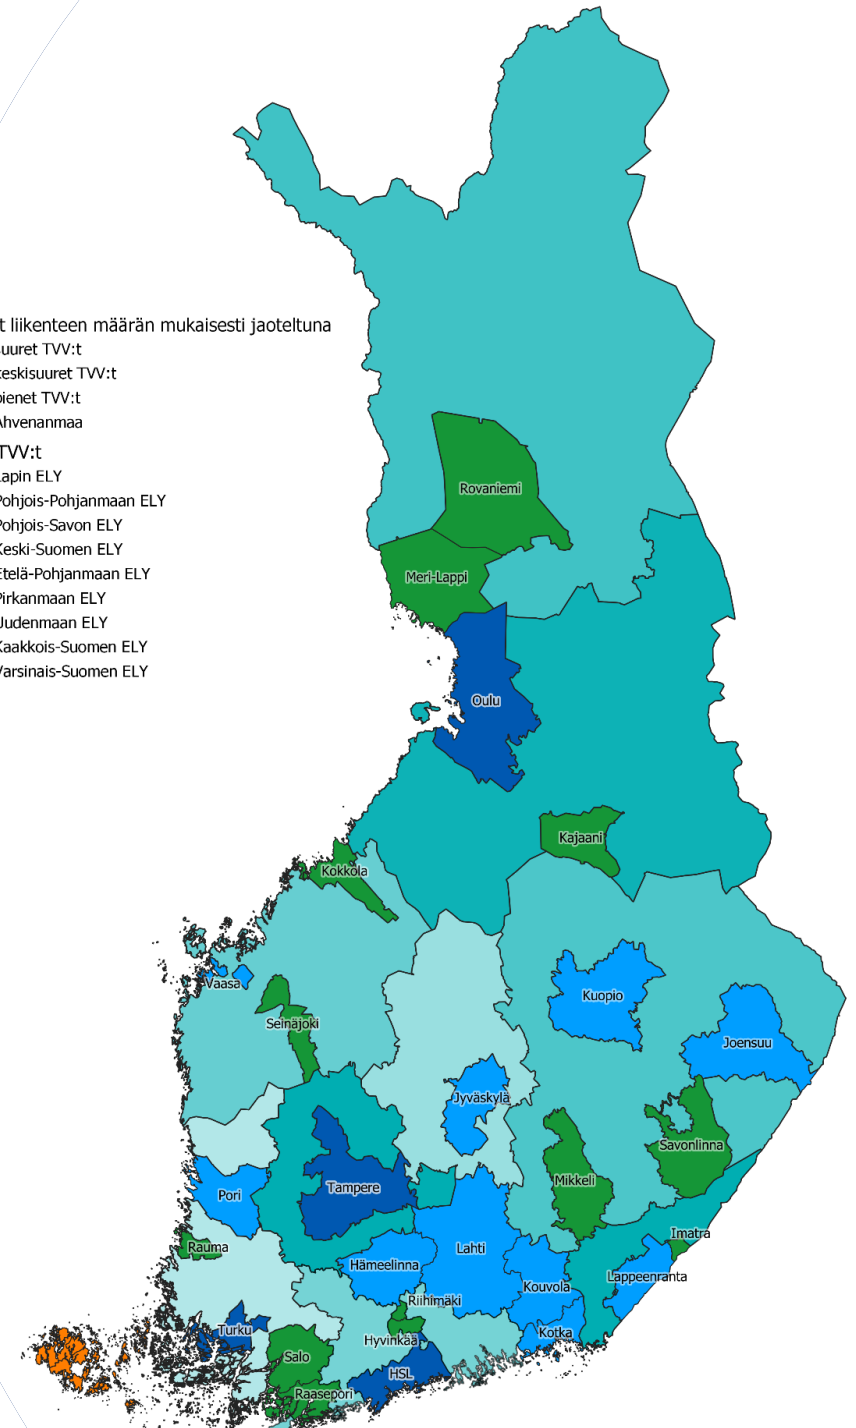 t liikenteen määrän mukaisesti jaoteltuna
uuret TVV:t
eskisuuret TVV:t
ienet TVV:t
Ahvenanmaa
TVV:t
Lapin ELY
Pohjois-Pohjanmaan ELY
Pohjois-Savon ELY
Keski-Suomen ELY
Etelä-Pohjanmaan ELY
Pirkanmaan ELY
Uudenmaan ELY
Kaakkois-Suomen ELY
Varsinais-Suomen ELY
Rovaniemi
Meri-Lappi
Oulu
Kajaani
Kokkola
Vaasa
Kuopio
Seinäjoki
Joensuu
Jyväskylä
Savonlinna
Mikkeli
Tampere
Pori
Imatra
Rauma
Lahti
Hämeelinna
Lappeenranta
Kouvola
Riihimäki
Turku
Kotka
Hyvinkää
Salo
HSL
Raasepori